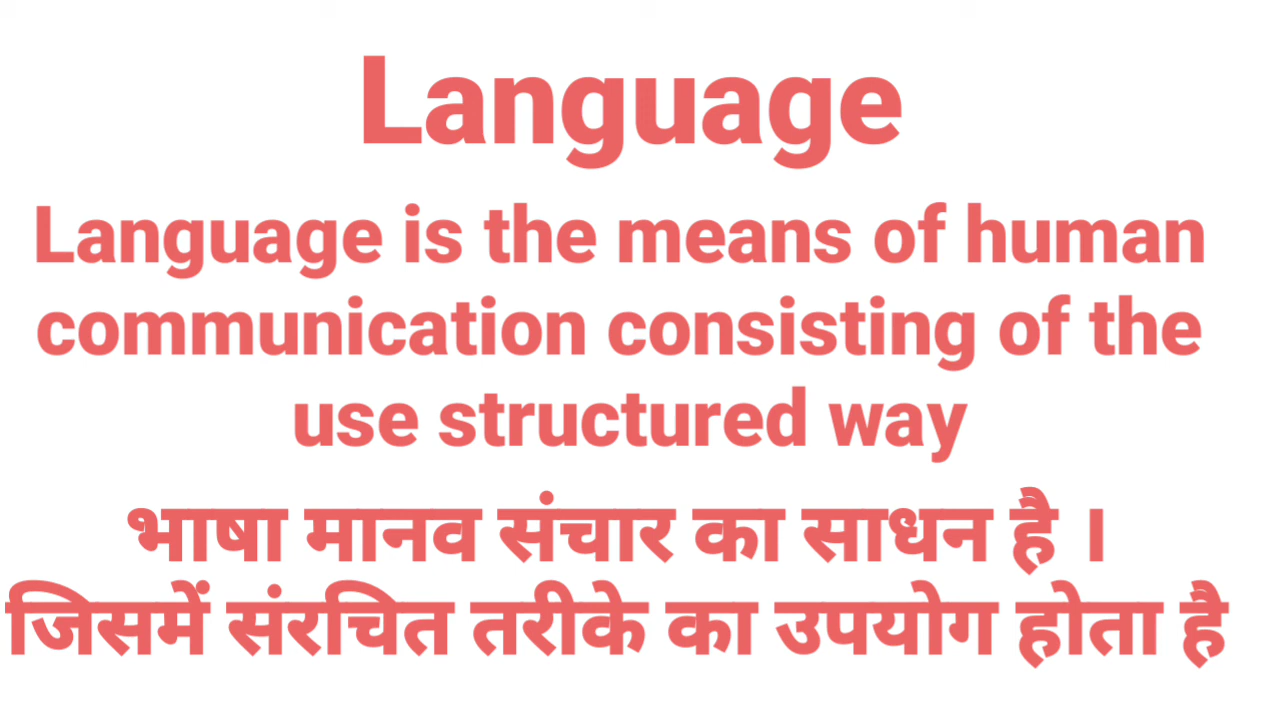 Language
Language is the means of human
communication consisting of the
use structured way
भाषा मानव संचार का साधन है ।
जिसमें संरचित तरीके का उपयोग होता है